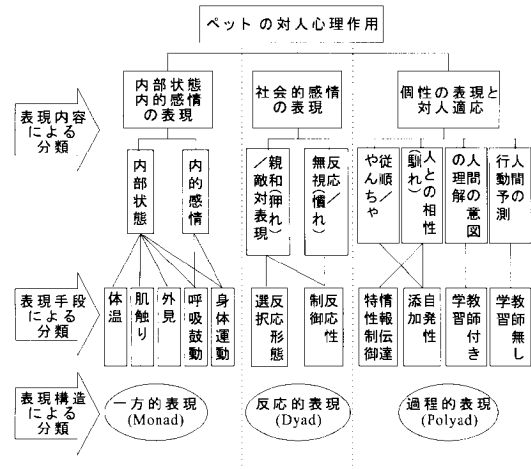 ペットの対人心理作用
表現内容
による
分類
内部状態
内的感情
の表現
社会的感情
の表現
個性の表現と
対人適応
内部状態
内的感情
親和(狎れ)
／敵対表現
反応／
無視(慣れ)
従順／
やんちゃ
人との相性
(馴れ)
人間の意図
の理解
人間の
行動予測
表現手段
による
分類
体温
肌触り
外見
呼吸鼓動
身体運動
反応形態
選択
反応性
制御
情報伝達
特性制御
自発性
添加
教師付き
学習
教師無し
学習
表現構造
による
分類
一方的表現
(Monad)
反応的表現
(Dyad)
過程的表現
(Polyad)